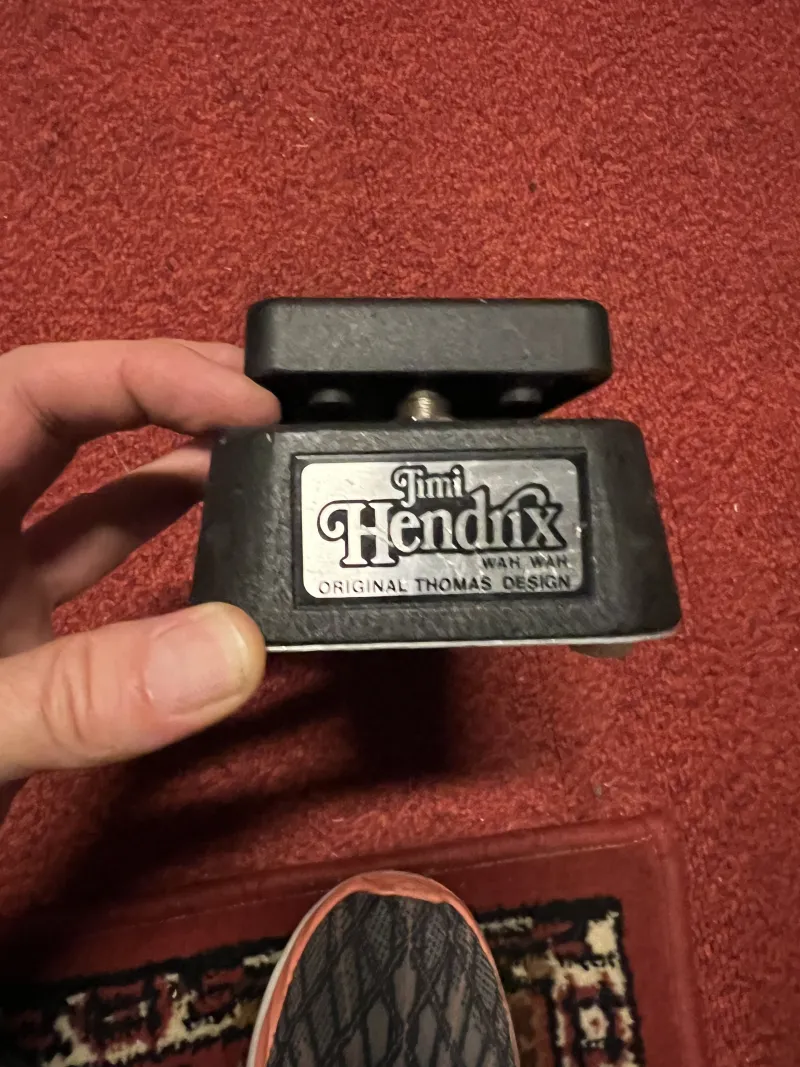 Jimi
Hendrix
WAH WAH
ORIGINAL THOMAS DESIGN